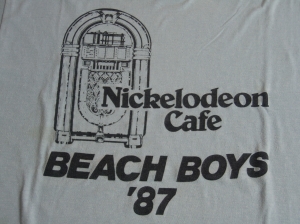 Nickelodeon
Cafe
BEACH BOYS
'87